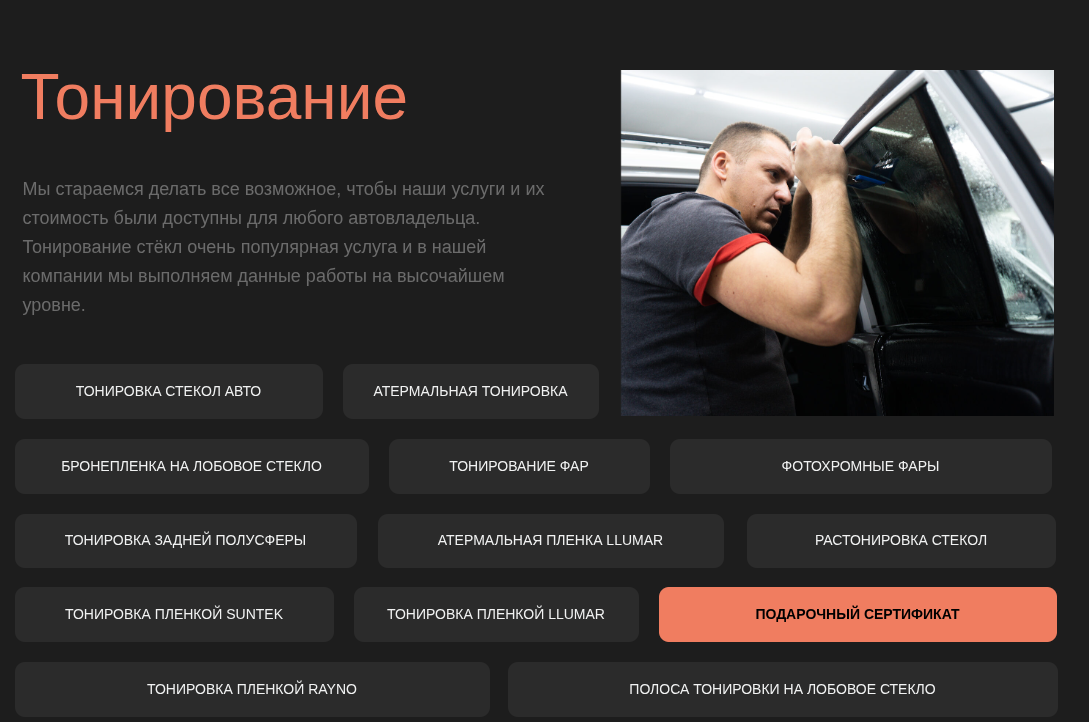 Тонирование
Мы стараемся делать все возможное, чтобы наши услуги и их
стоимость были доступны для любого автовладельца.
Тонирование стёкл очень популярная услуга и в нашей
компании мы выполняем данные работы на высочайшем
уровне.
ТОНИРОВКА СТЕКОЛ АВТО
АТЕРМАЛЬНАЯ ТОНИРОВКА
БРОНЕПЛЕНКА НА ЛОБОВОЕ СТЕКЛО
ТОНИРОВАНИЕ ФАР
ФОТОХРОМНЫЕ ФАРЫ
ТОНИРОВКА ЗАДНЕЙ ПОЛУСФЕРЫ
АТЕРМАЛЬНАЯ ПЛЕНКА LLUMAR
РАСТОНИРОВКА СТЕКОЛ
ТОНИРОВКА ПЛЕНКОЙ SUNTEK
ТОНИРОВКА ПЛЕНКОЙ LLUMAR
ПОДАРОЧНЫЙ СЕРТИФИКАТ
ТОНИРОВКА ПЛЕНКОЙ RAYNO
ПОЛОСА ТОНИРОВКИ НА ЛОБОВОЕ СТЕКЛО